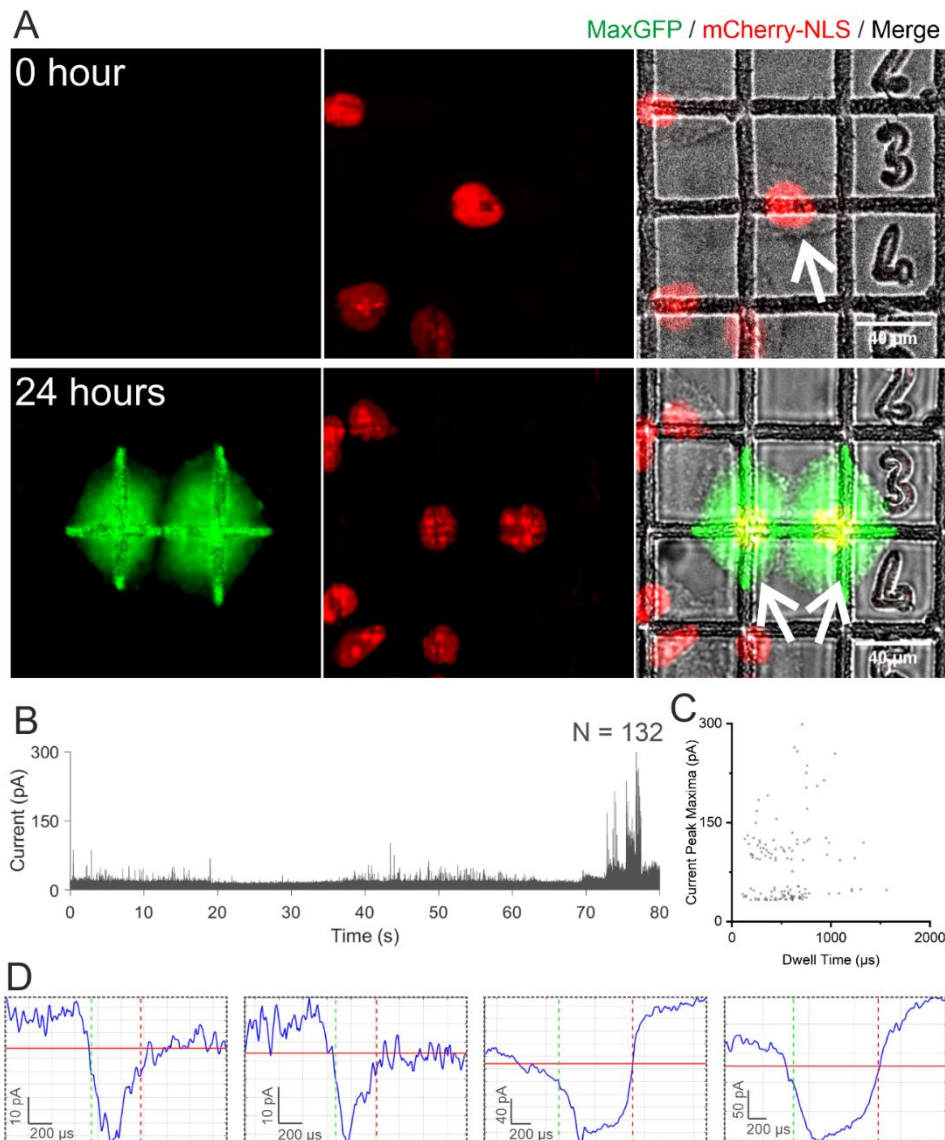 A
MaxGFP / mCherry-NLS / Merge
0 hour
6
3
4
40 µm
24 hours
2
3
4
40 µm
B
N = 132
Current (pA)
300
150
0
0 10 20 30 40 50 60 70 80
Time (s)
C
Current Peak Maxima (pA)
300
150
0
0 1000 2000
Dwell Time (µs)
D
10 pA
200 µs
10 pA
200 µs
40 pA
200 µs
50 pA
200 µs